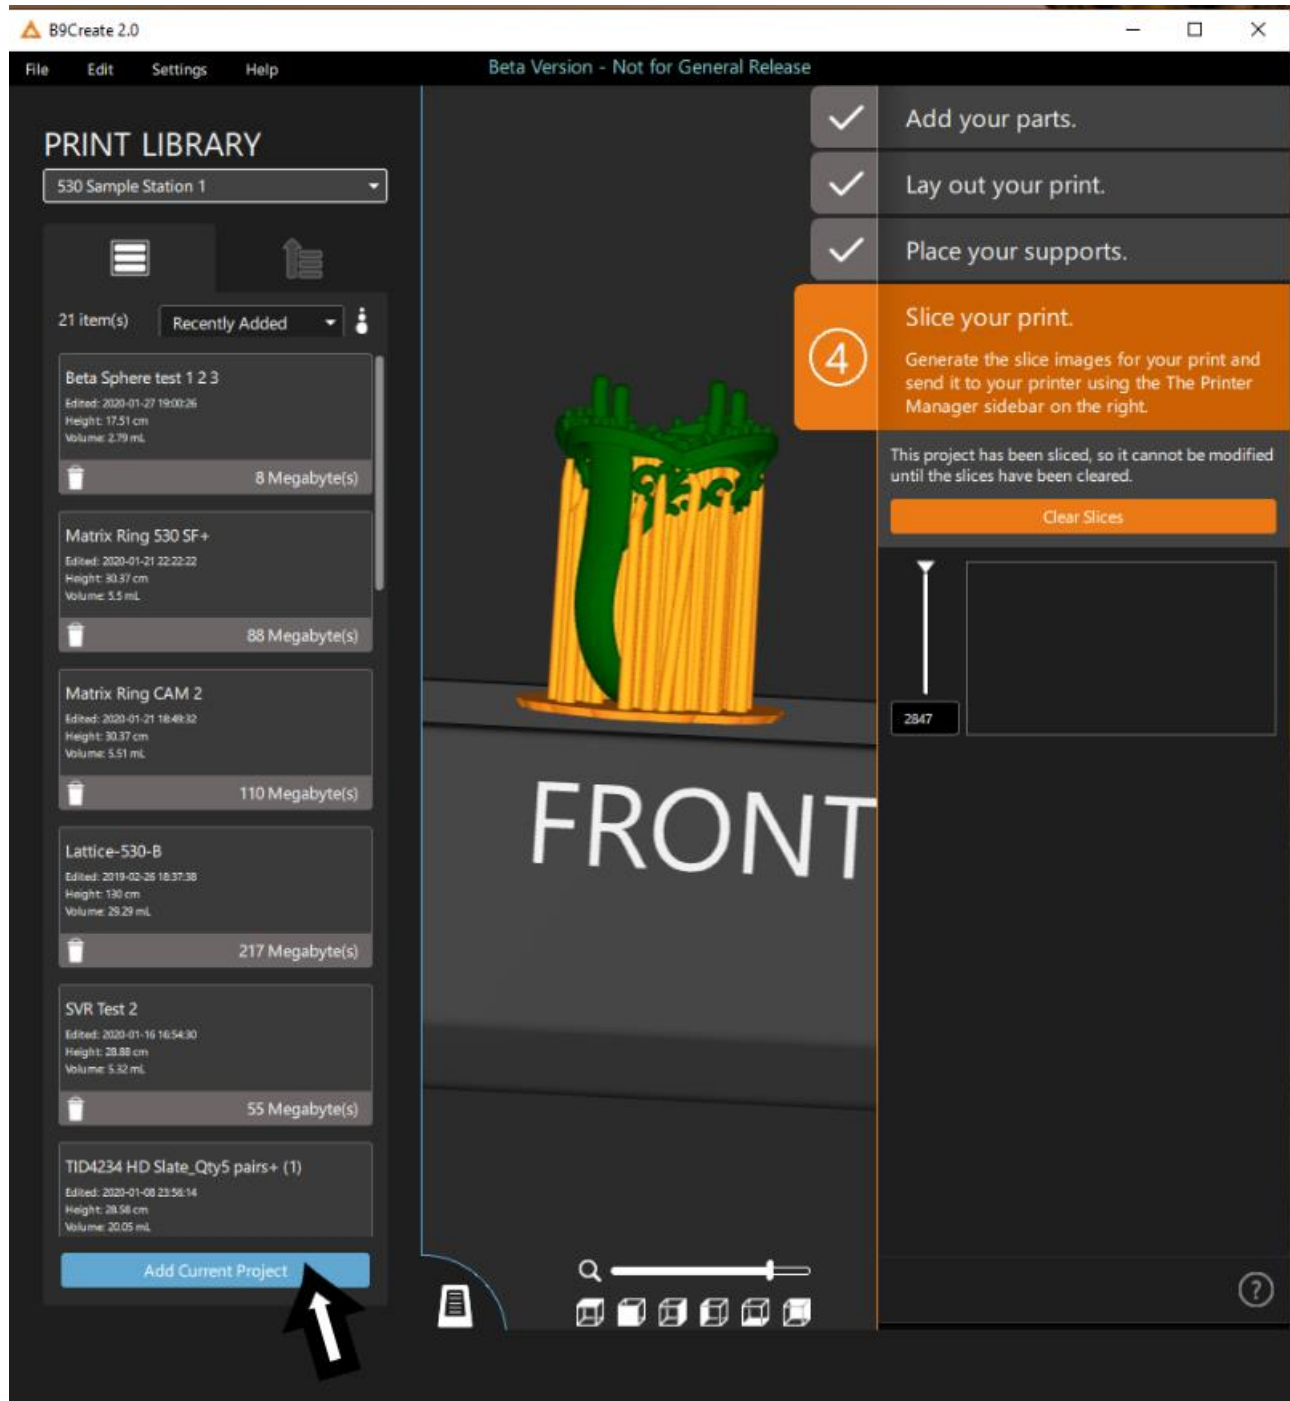 B9Create 2.0
File Edit Settings Help
Beta Version - Not for General Release
PRINT LIBRARY
530 Sample Station 1
21 item(s) Recently Added
Beta Sphere test 1 2 3
Edited: 2020-01-27 19:00:26
Height: 17.51 cm
Volume: 2.79 mL
8 Megabyte(s)
Matrix Ring 530 SF+
Edited: 2020-01-21 22:22:22
Height: 30.37 cm
Volume: 5.5 mL
88 Megabyte(s)
Matrix Ring CAM 2
Edited: 2020-01-21 18:49:32
Height: 30.37 cm
Volume: 5.51 mL
110 Megabyte(s)
Lattice-530-B
Edited: 2019-02-26 18:37:38
Height: 130 cm
Volume: 29.29 mL
217 Megabyte(s)
SVR Test 2
Edited: 2020-01-16 16:54:30
Height: 28.88 cm
Volume: 5.32 mL
55 Megabyte(s)
TID4234 HD Slate_Qty5 pairs+ (1)
Edited: 2020-01-08 23:56:14
Height: 28.58 cm
Volume: 20.05 mL
Add Current Project
FRONT
Add your parts.
Lay out your print.
Place your supports.
4
Slice your print.
Generate the slice images for your print and
send it to your printer using the The Printer
Manager sidebar on the right.
This project has been sliced, so it cannot be modified
until the slices have been cleared.
Clear Slices
2847
?